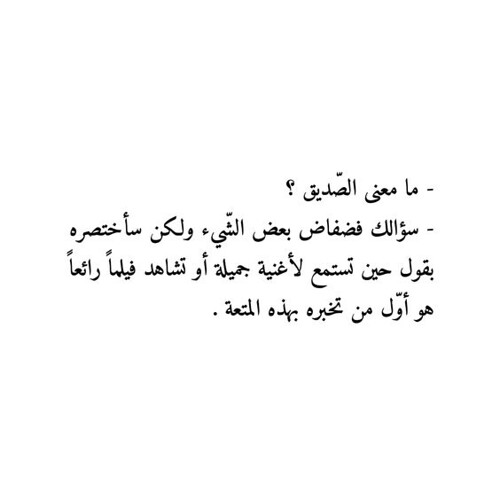 - ما معنى الصّديق ؟
- سؤالك فضفاض بعض الشّيء ولكن سأختصره
بقول حين تستمع لأغنية جميلة أو تشاهد فيلماً رائعاً
هو أوّل من تخبره بهذه المتعة .